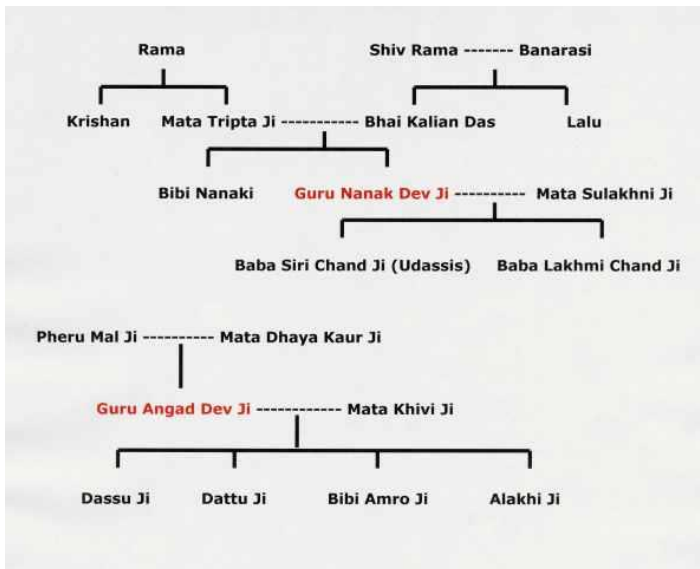 Rama Shiv Rama ------- Banarasi
Krishan Mata Tripta Ji ----------- Bhai Kalian Das Lalu
Bibi Nanaki Guru Nanak Dev Ji ---------- Mata Sulakhni Ji
Baba Siri Chand Ji (Udassis) Baba Lakhmi Chand Ji
Pheru Mal Ji ---------- Mata Dhaya Kaur Ji
Guru Angad Dev Ji ------------ Mata Khivi Ji
Dassu Ji Dattu Ji Bibi Amro Ji Alakhi Ji